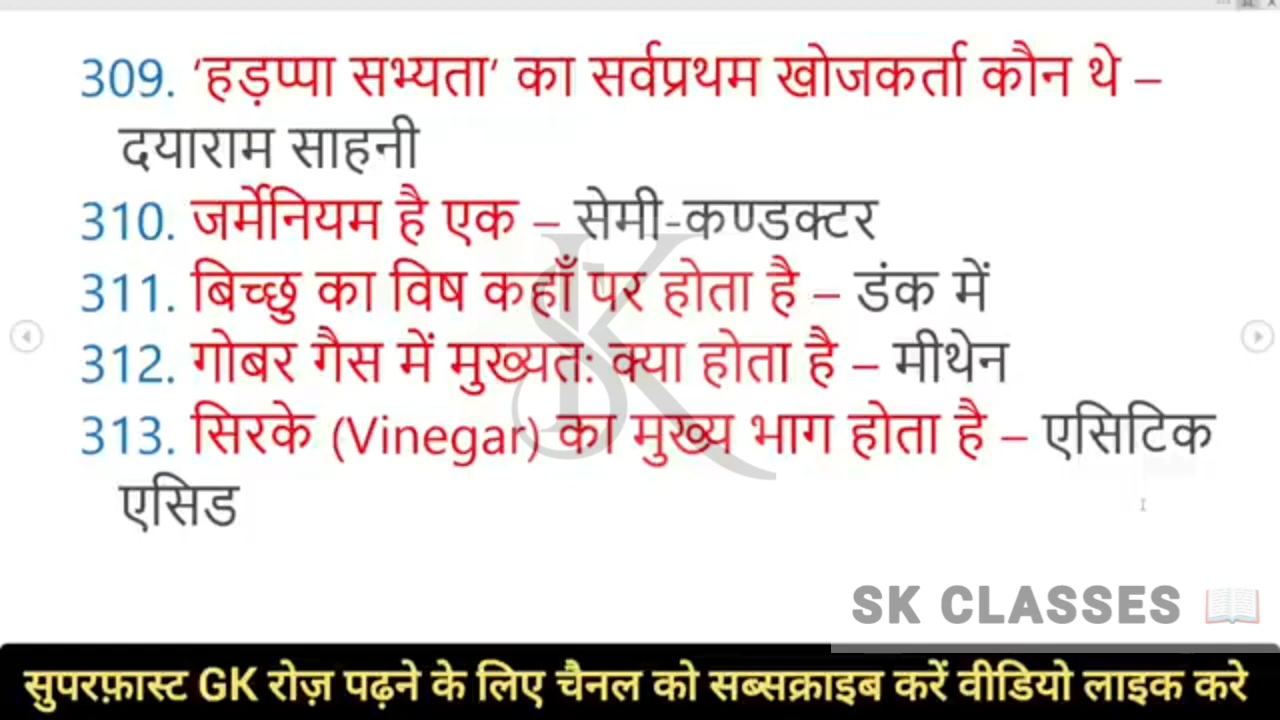 309. ‘हड़प्पा सभ्यता’ का सर्वप्रथम खोजकर्ता कौन थे –
दयाराम साहनी
310. जर्मेनियम है एक – सेमी-कण्डक्टर
311. बिच्छु का विष कहाँ पर होता है – डंक में
312. गोबर गैस में मुख्यत: क्या होता है – मीथेन
313. सिरके (Vinegar) का मुख्य भाग होता है – एसिटिक
एसिड
SK
SK CLASSES
सुपरफ़ास्ट GK रोज़ पढ़ने के लिए चैनल को सब्सक्राइब करें वीडियो लाइक करे